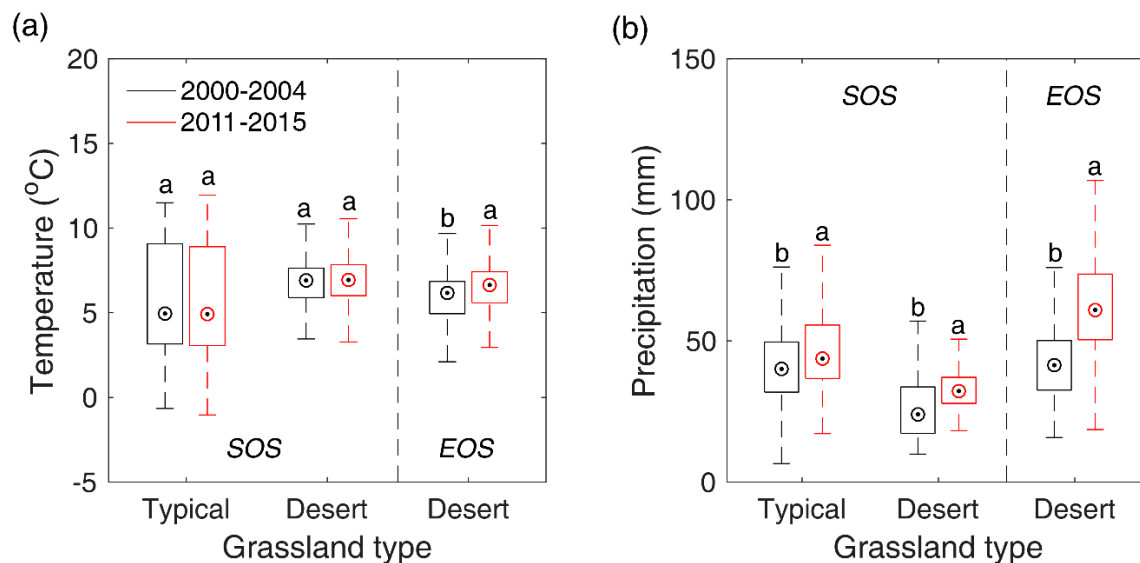 (a)
20
15
10
5
0
-5
Temperature (°C)
2000-2004
2011-2015
a a
a a
b a
SOS EOS
Typical Desert Desert
Grassland type
(b)
150
100
50
0
Precipitation (mm)
SOS EOS
b a
b a
b a
Typical Desert Desert
Grassland type